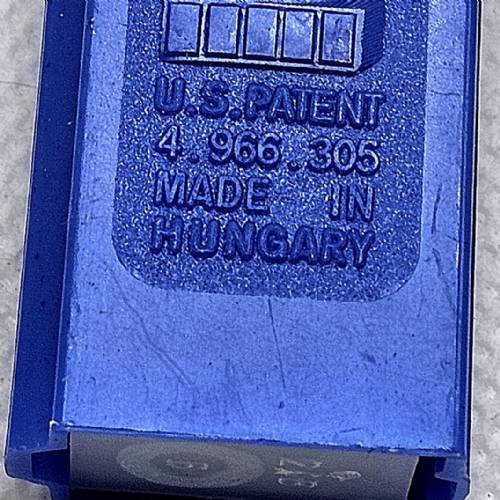 U.S.PATENT
4.966.305
MADE IN
HUNGARY